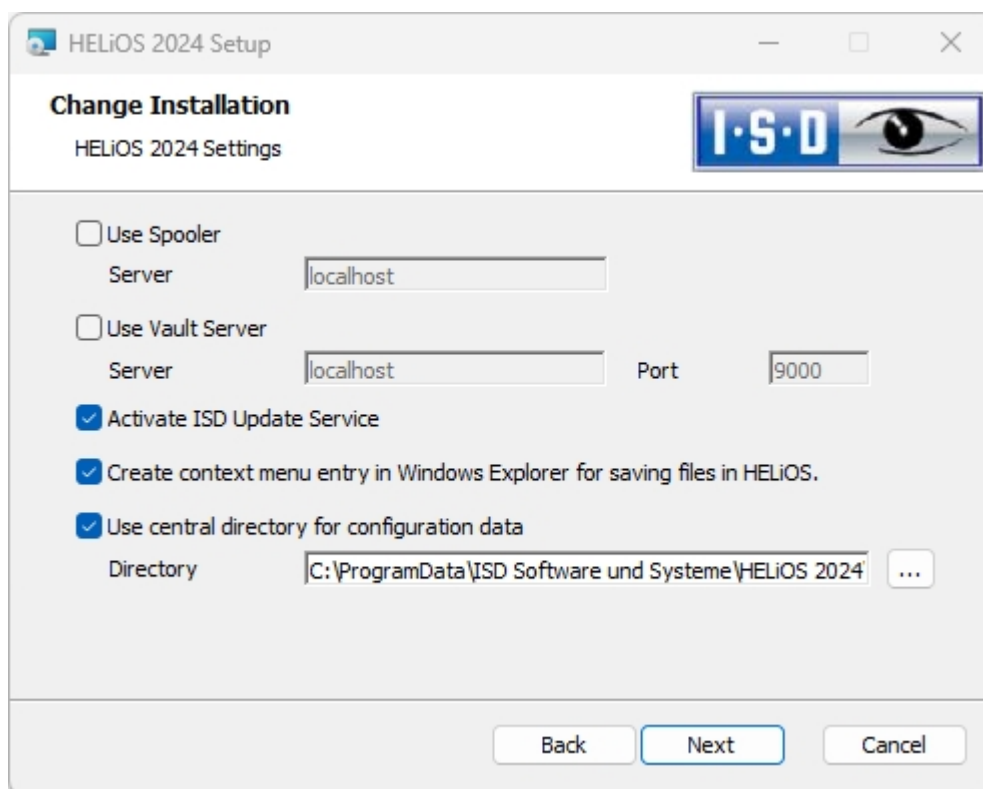 HELiOS 2024 Setup
Change Installation
HELiOS 2024 Settings
I·S·D
Use Spooler
Server localhost
Use Vault Server
Server localhost Port 9000
Activate ISD Update Service
Create context menu entry in Windows Explorer for saving files in HELiOS.
Use central directory for configuration data
Directory C:\ProgramData\ISD Software und Systeme\HELiOS 2024 ...
Back Next Cancel